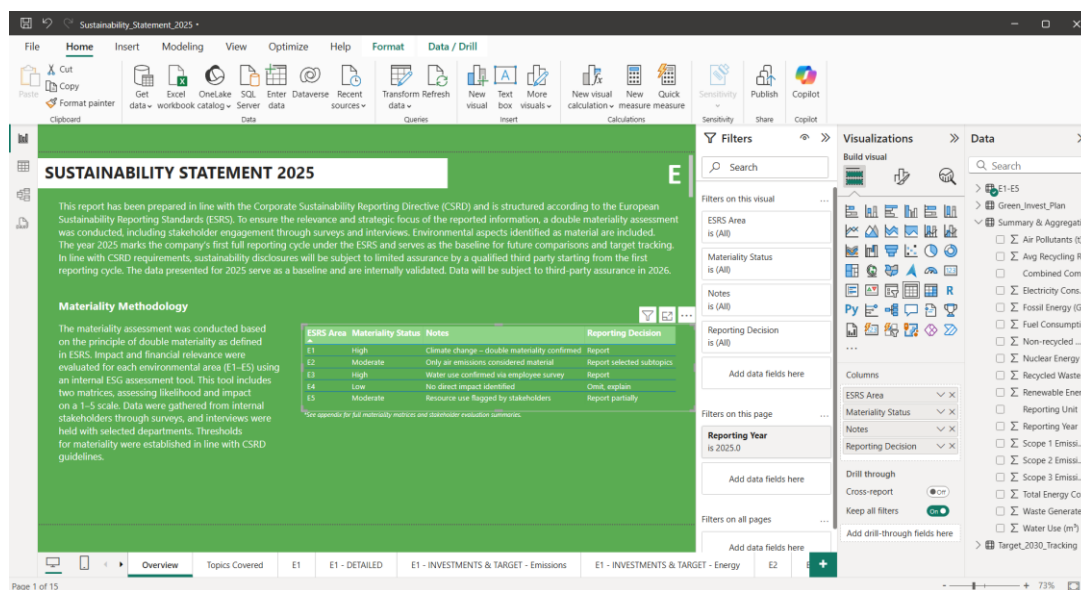 Sustainability_Statement_2025 •
File Home Insert Modeling View Optimize Help Format Data / Drill
Paste
Cut
Copy
Format painter
Get data
Excel workbook
OneLake catalog
SQL Server
Enter data
Dataverse
Recent sources
Transform data
Refresh
New visual
Text box
More visuals
New visual calculation
New measure
Quick measure
Sensitivity
Publish
Copilot
Clipboard Data Queries Insert Calculations Sensitivity Share Copilot
SUSTAINABILITY STATEMENT 2025
E
This report has been prepared in line with the Corporate Sustainability Reporting Directive (CSRD) and is structured according to the European
Sustainability Reporting Standards (ESRS). To ensure the relevance and strategic focus of the reported information, a double materiality assessment
was conducted, including stakeholder engagement through surveys and interviews. Environmental aspects identified as material are included.
The year 2025 marks the company's first full reporting cycle under the ESRS and serves as the baseline for future comparisons and target tracking.
In line with CSRD requirements, sustainability disclosures will be subject to limited assurance by a qualified third party starting from the first
reporting cycle. The data presented for 2025 serve as a baseline and are internally validated. Data will be subject to third-party assurance in 2026.
Materiality Methodology
The materiality assessment was conducted based
on the principle of double materiality as defined
in ESRS. Impact and financial relevance were
evaluated for each environmental area (E1–E5) using
an internal ESG assessment tool. This tool includes
two matrices, assessing likelihood and impact
on a 1–5 scale. Data were gathered from internal
stakeholders through surveys, and interviews were
held with selected departments. Thresholds
for materiality were established in line with CSRD
guidelines.
ESRS Area Materiality Status Notes Reporting Decision
E1 High Climate change – double materiality confirmed Report
E2 Moderate Only air emissions considered material Report selected subtopics
E3 High Water use confirmed via employee survey Report
E4 Low No direct impact identified Omit, explain
E5 Moderate Resource use flagged by stakeholders Report partially
*See appendix for full materiality matrices and stakeholder evaluation summaries.
Filters
Search
Filters on this visual
ESRS Area
is (All)
Materiality Status
is (All)
Notes
is (All)
Reporting Decision
is (All)
Add data fields here
Filters on this page
Reporting Year
is 2025.0
Add data fields here
Filters on all pages
Add data fields here
Visualizations
Build visual
R
Py
Columns
ESRS Area
Materiality Status
Notes
Reporting Decision
Drill through
Cross-report Off
Keep all filters On
Add drill-through fields here
Data
Search
E1-E5
Green_Invest_Plan
Summary & Aggregati
Air Pollutants (t
Avg Recycling R
Combined Com
Electricity Cons.
Fossil Energy (G
Fuel Consumpti
Non-recycled ...
Nuclear Energy
Recycled Waste
Renewable Ener
Reporting Unit
Reporting Year
Scope 1 Emissi..
Scope 2 Emissi..
Scope 3 Emissi..
Total Energy Co
Waste Generate
Water Use (m³)
Target_2030_Tracking
Overview Topics Covered E1 E1 - DETAILED E1 - INVESTMENTS & TARGET - Emissions E1 - INVESTMENTS & TARGET - Energy E2 E
Page 1 of 15
73%